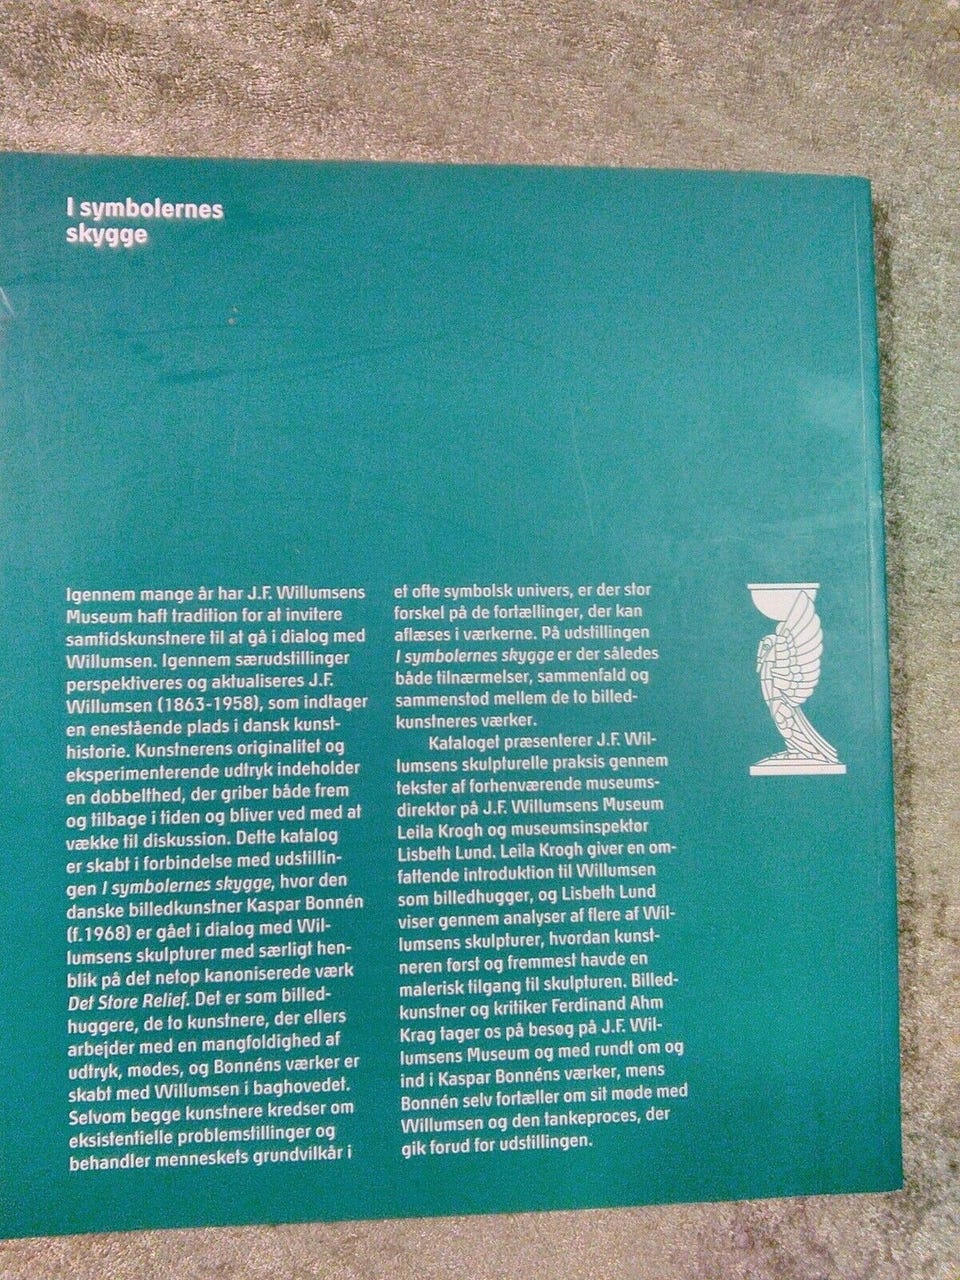 I symbolernes
skygge
Igennem mange år har J.F. Willumsens
Museum haft tradition for at invitere
samtidskunstnere til at gå i dialog med
Willumsen. Igennem særudstillinger
perspektiveres og aktualiseres J.F.
Willumsen (1863-1958), som indtager
en enestående plads i dansk kunst-
historie. Kunstnerens originalitet og
eksperimenterende udtryk indeholder
en dobbelthed, der griber både frem
og tilbage i tiden og bliver ved med at
vække til diskussion. Dette katalog
er skabt i forbindelse med udstillin-
gen I symbolernes skygge, hvor den
danske billedkunstner Kaspar Bonnén
(f.1968) er gået i dialog med Wil-
lumsens skulpturer med særligt hen-
blik på det netop kanoniserede værk
Det Store Relief. Det er som billed-
huggere, de to kunstnere, der ellers
arbejder med en mangfoldighed af
udtryk, mødes, og Bonnéns værker er
skabt med Willumsen i baghovedet.
Selvom begge kunstnere kredser om
eksistentielle problemstillinger og
behandler menneskets grundvilkår i
et ofte symbolsk univers, er der stor
forskel på de fortællinger, der kan
aflæses i værkerne. På udstillingen
I symbolernes skygge er der således
både tilnærmelser, sammenfald og
sammenstød mellem de to billed-
kunstneres værker.
Kataloget præsenterer J.F. Wil-
lumsens skulpturelle praksis gennem
tekster af forhenværende museums-
direktør på J.F. Willumsens Museum
Leila Krogh og museumsinspektør
Lisbeth Lund. Leila Krogh giver en om-
fattende introduktion til Willumsen
som billedhugger, og Lisbeth Lund
viser gennem analyser af flere af Wil-
lumsens skulpturer, hvordan kunst-
neren først og fremmest havde en
malerisk tilgang til skulpturen. Billed-
kunstner og kritiker Ferdinand Ahm
Krag tager os på besøg på J.F. Wil-
lumsens Museum og med rundt om og
ind i Kaspar Bonnéns værker, mens
Bonnén selv fortæller om sit møde med
Willumsen og den tankeproces, der
gik forud for udstillingen.